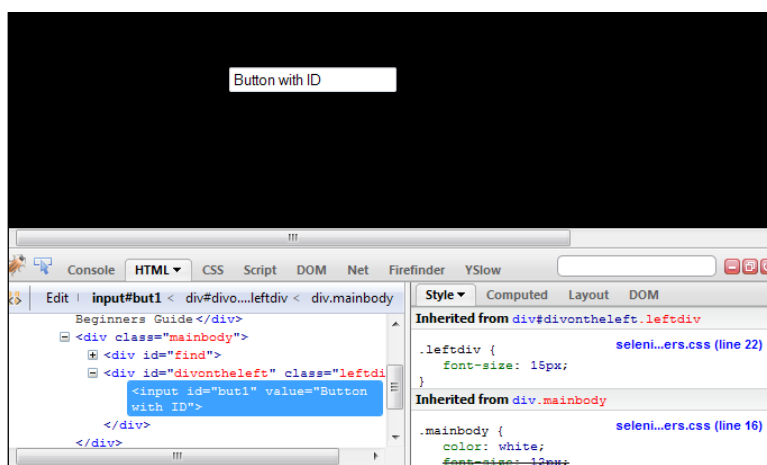 Button with ID
Console HTML CSS Script DOM Net Firefinder YSlow
Edit input#but1 < div#divo....leftdiv < div.mainbody
Style Computed Layout DOM
Beginners Guide</div>
<div class="mainbody">
<div id="find">
<div id="divontheleft" class="leftdi
<input id="but1" value="Button
with ID">
</div>
</div>
Inherited from div#divontheleft.leftdiv
.leftdiv { seleni...ers.css (line 22)
font-size: 15px;
}
Inherited from div.mainbody
.mainbody { seleni...ers.css (line 16)
color: white;
font-size: 12px;